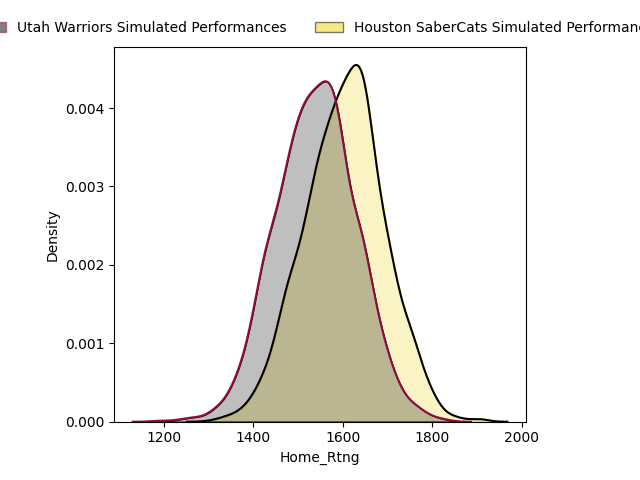 Utah Warriors Simulated Performances
Houston SaberCats Simulated
0.004
0.003
0.002
0.001
0.000
Density
1200 1400 1600 1800 2000
Home_Rtng